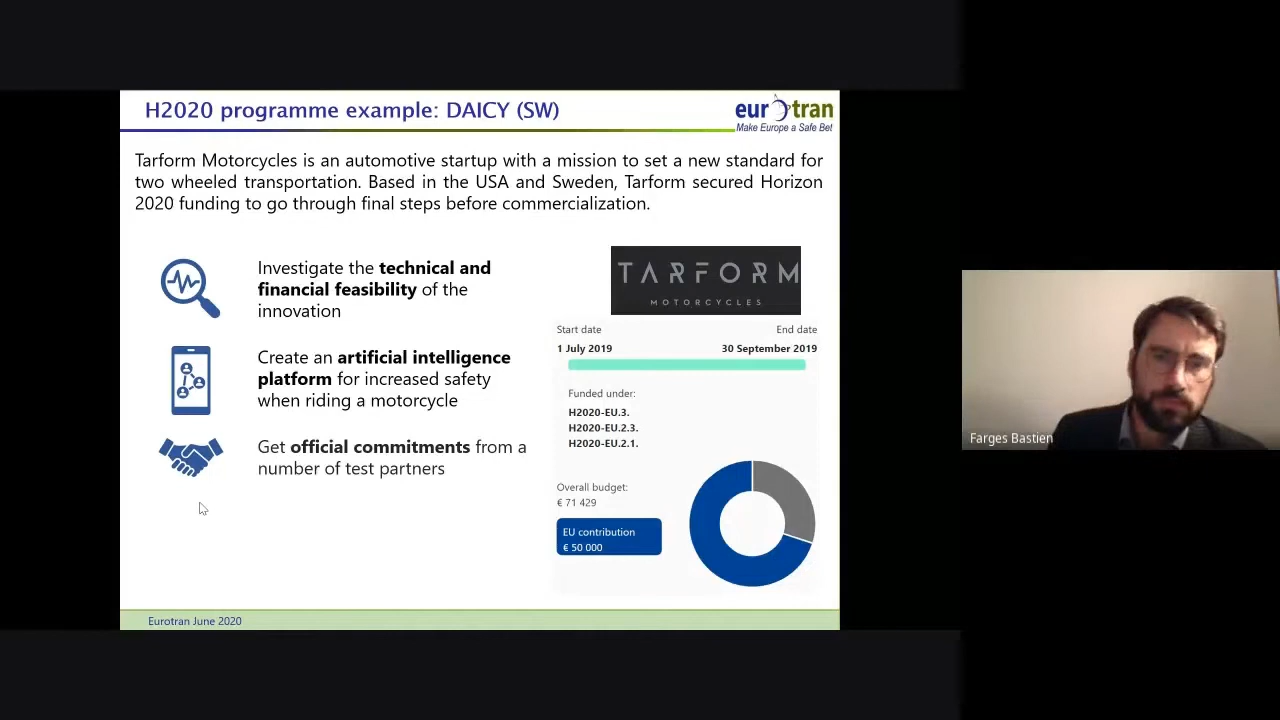 H2020 programme example: DAICY (SW)
eurotran
Make Europe a Safe Bet
Tarform Motorcycles is an automotive startup with a mission to set a new standard for
two wheeled transportation. Based in the USA and Sweden, Tarform secured Horizon
2020 funding to go through final steps before commercialization.
Investigate the technical and
financial feasibility of the
innovation
Create an artificial intelligence
platform for increased safety
when riding a motorcycle
Get official commitments from a
number of test partners
TARFORM
MOTORCYCLES
Start date
End date
1 July 2019
30 September 2019
Funded under:
H2020-EU.3.
H2020-EU.2.3.
H2020-EU.2.1.
Overall budget:
€ 71 429
EU contribution
€ 50 000
Eurotran June 2020
Farges Bastien